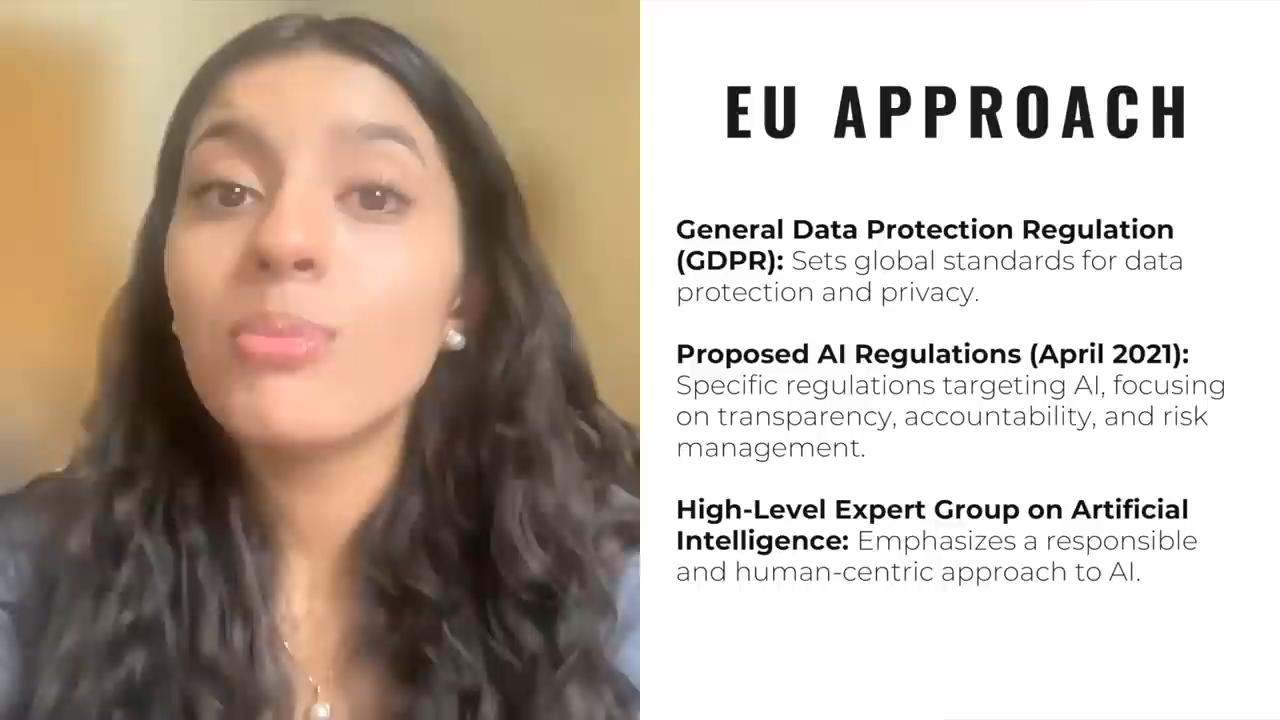 EU APPROACH
General Data Protection Regulation
(GDPR): Sets global standards for data
protection and privacy.
Proposed AI Regulations (April 2021):
Specific regulations targeting AI, focusing
on transparency, accountability, and risk
management.
High-Level Expert Group on Artificial
Intelligence: Emphasizes a responsible
and human-centric approach to AI.